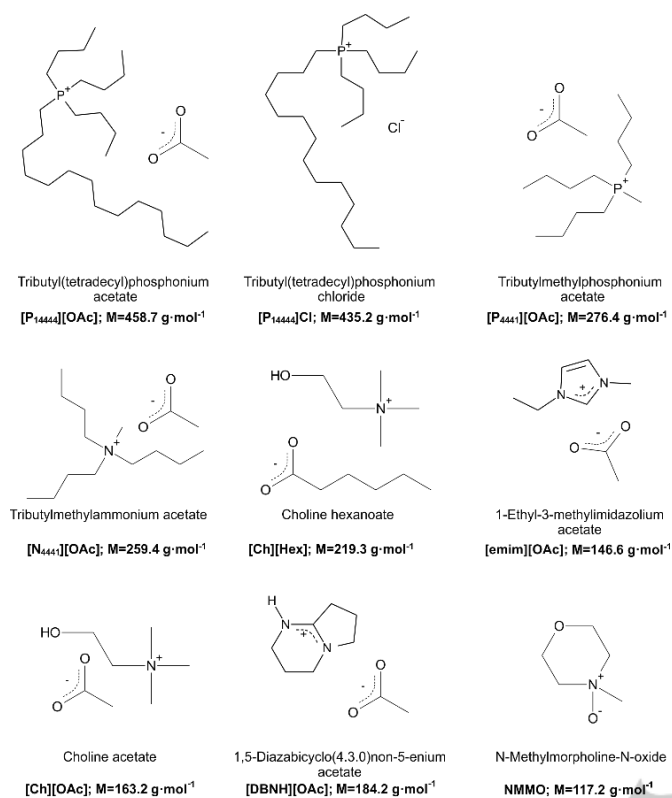 P+
O
-
O
Tributyl(tetradecyl)phosphonium
acetate
[P₁₄₄₄₄][OAc]; M=458.7 g·mol⁻¹
P+
Cl⁻
Tributyl(tetradecyl)phosphonium
chloride
[P₁₄₄₄₄]Cl; M=435.2 g·mol⁻¹
O
-
O
P+
Tributylmethylphosphonium
acetate
[P₄₄₄₁][OAc]; M=276.4 g·mol⁻¹
O
-
O
N+
Tributylmethylammonium acetate
[N₄₄₄₁][OAc]; M=259.4 g·mol⁻¹
HO
N+
O
-
O
Choline hexanoate
[Ch][Hex]; M=219.3 g·mol⁻¹
N
+
N
O
-
O
1-Ethyl-3-methylimidazolium
acetate
[emim][OAc]; M=146.6 g·mol⁻¹
HO
O
-
N+
O
Choline acetate
[Ch][OAc]; M=163.2 g·mol⁻¹
H
N
+
N
O
-
O
1,5-Diazabicyclo(4.3.0)non-5-enium
acetate
[DBNH][OAc]; M=184.2 g·mol⁻¹
O
N+
O-
N-Methylmorpholine-N-oxide
NMMO; M=117.2 g·mol⁻¹